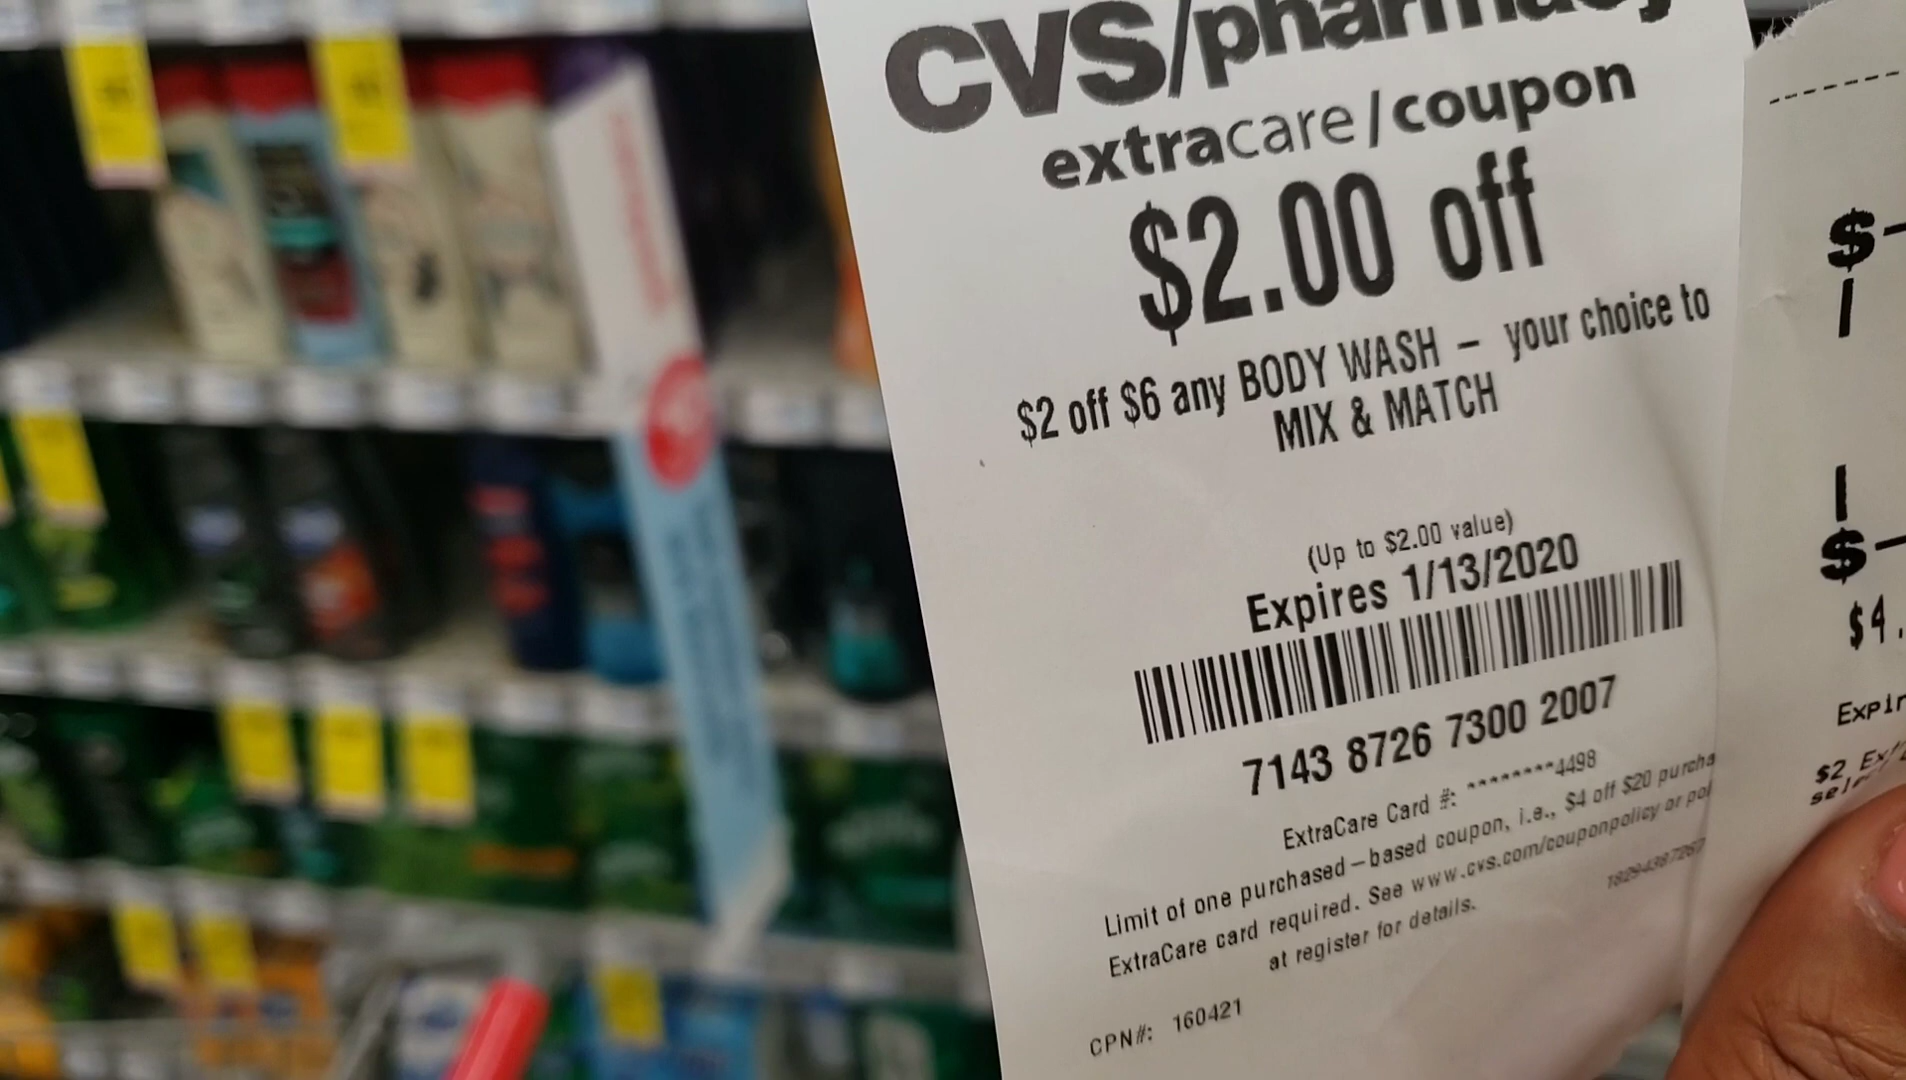 CVS/pharmacy
extracare/coupon
$2.00 off
$2 off $6 any BODY WASH – your choice to
MIX & MATCH
(Up to $2.00 value)
Expires 1/13/2020
7143 8726 7300 2007
ExtraCare Card #: ********4498
Limit of one purchased–based coupon, i.e., $4 off $20 purcha
ExtraCare card required. See www.cvs.com/couponpolicy or pol
at register for details.
CPN#: 160421
$
$
$4.
Expir
$2 Ex